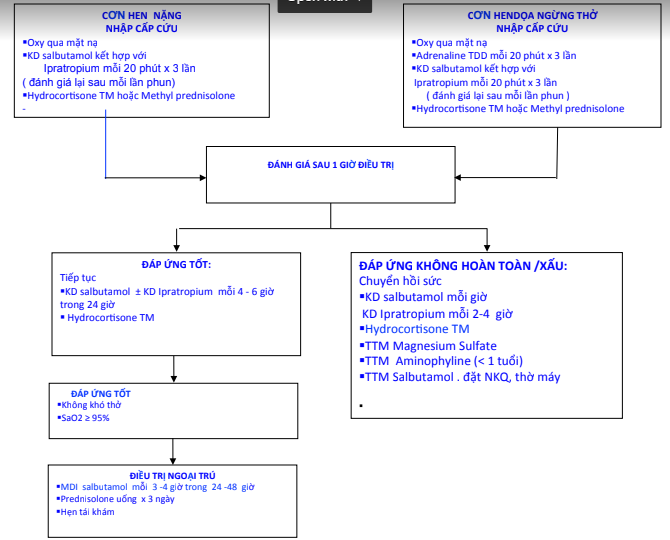 CƠN HEN NẶNG
NHẬP CẤP CỨU
▪Oxy qua mặt nạ
▪KD salbutamol kết hợp với
Ipratropium mỗi 20 phút x 3 lần
( đánh giá lại sau mỗi lần phun)
▪Hydrocortisone TM hoặc Methyl prednisolone
-
CƠN HENDỌA NGỪNG THỞ
NHẬP CẤP CỨU
▪Oxy qua mặt nạ
▪Adrenaline TDD mỗi 20 phút x 3 lần
▪KD salbutamol kết hợp với
Ipratropium mỗi 20 phút x 3 lần
( đánh giá lại sau mỗi lần phun )
▪Hydrocortisone TM hoặc Methyl prednisolone
ĐÁNH GIÁ SAU 1 GIỜ ĐIỀU TRỊ
ĐÁP ỨNG TỐT:
Tiếp tục
▪KD salbutamol ± KD Ipratropium mỗi 4 - 6 giờ
trong 24 giờ
▪ Hydrocortisone TM
ĐÁP ỨNG KHÔNG HOÀN TOÀN /XẤU:
Chuyển hồi sức
▪KD salbutamol mỗi giờ
KD Ipratropium mỗi 2-4 giờ
▪Hydrocortisone TM
▪TTM Magnesium Sulfate
▪TTM Aminophyline (< 1 tuổi)
▪TTM Salbutamol . đặt NKQ, thở máy
▪
ĐÁP ỨNG TỐT
▪Không khó thở
▪SaO2 ≥ 95%
ĐIỀU TRỊ NGOẠI TRÚ
▪MDI salbutamol mỗi 3 -4 giờ trong 24 -48 giờ
▪Prednisolone uống x 3 ngày
▪Hẹn tái khám